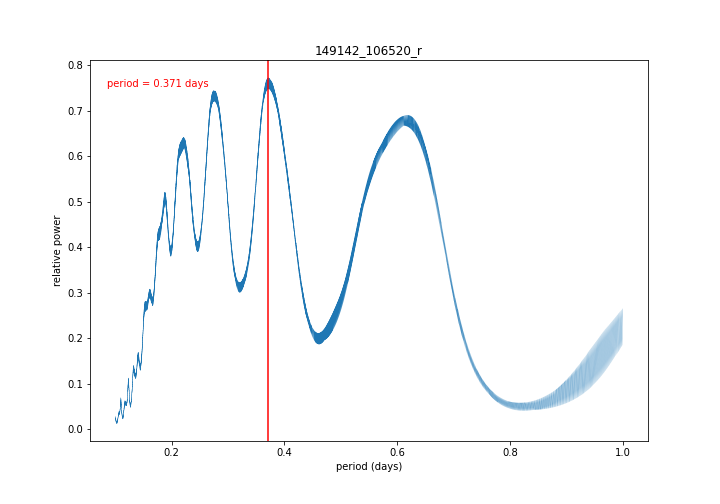 149142_106520_r
period = 0.371 days
relative power
0.8
0.7
0.6
0.5
0.4
0.3
0.2
0.1
0.0
0.2 0.4 0.6 0.8 1.0
period (days)